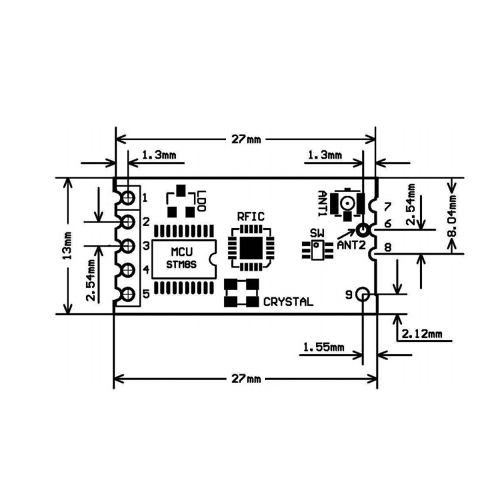 27mm
1.3mm
1.3mm
1
2
3
4
5
LDO
RFIC
MCU
STM8S
CRYSTAL
SW
ANT1
ANT2
7
6
8
9
2.54mm
8.04mm
13mm
2.54mm
2.12mm
1.55mm
27mm